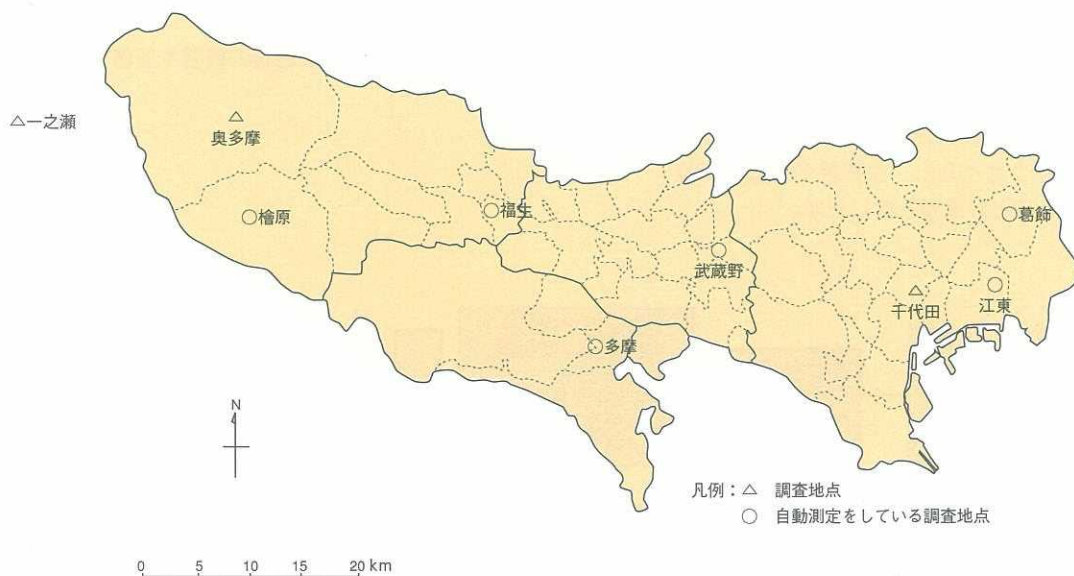 △一之瀬
△
奥多摩
○檜原
○福生
○
武蔵野
○葛飾
△
千代田
○
江東
○多摩
N
凡例：△ 調査地点
○ 自動測定をしている調査地点
0 5 10 15 20 km